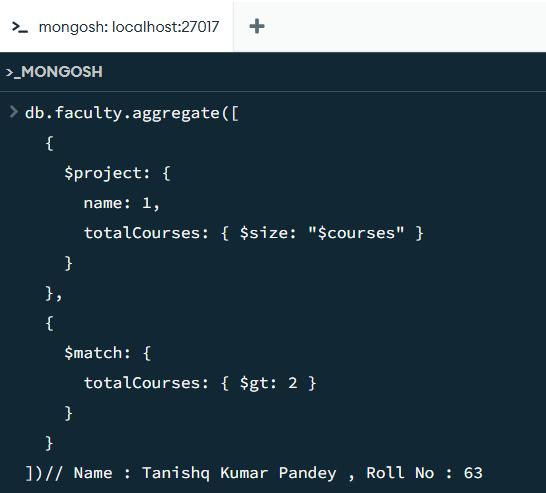 >_ mongosh: localhost:27017 +
>_MONGOSH
> db.faculty.aggregate([
{
$project: {
name: 1,
totalCourses: { $size: "$courses" }
}
},
{
$match: {
totalCourses: { $gt: 2 }
}
}
])// Name : Tanishq Kumar Pandey , Roll No : 63